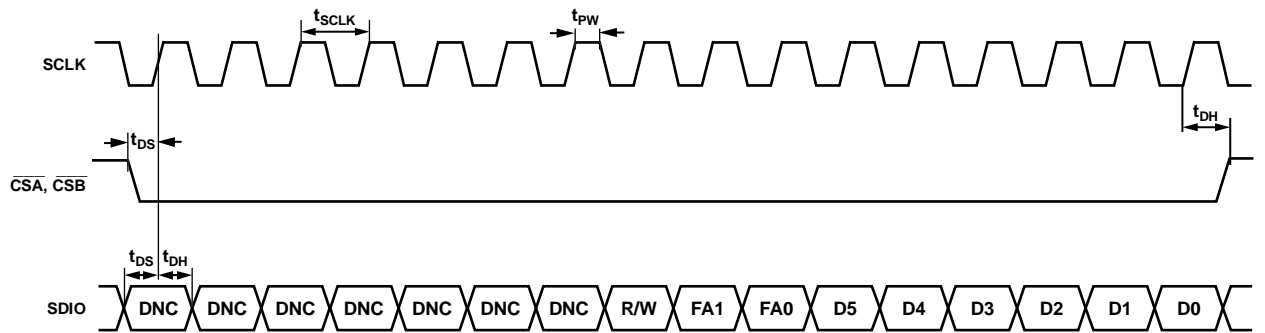 tSCLK
tPW
SCLK
tDS
tDH
CSA, CSB
tDS
tDH
SDIO
DNC
DNC
DNC
DNC
DNC
DNC
DNC
R/W
FA1
FA0
D5
D4
D3
D2
D1
D0